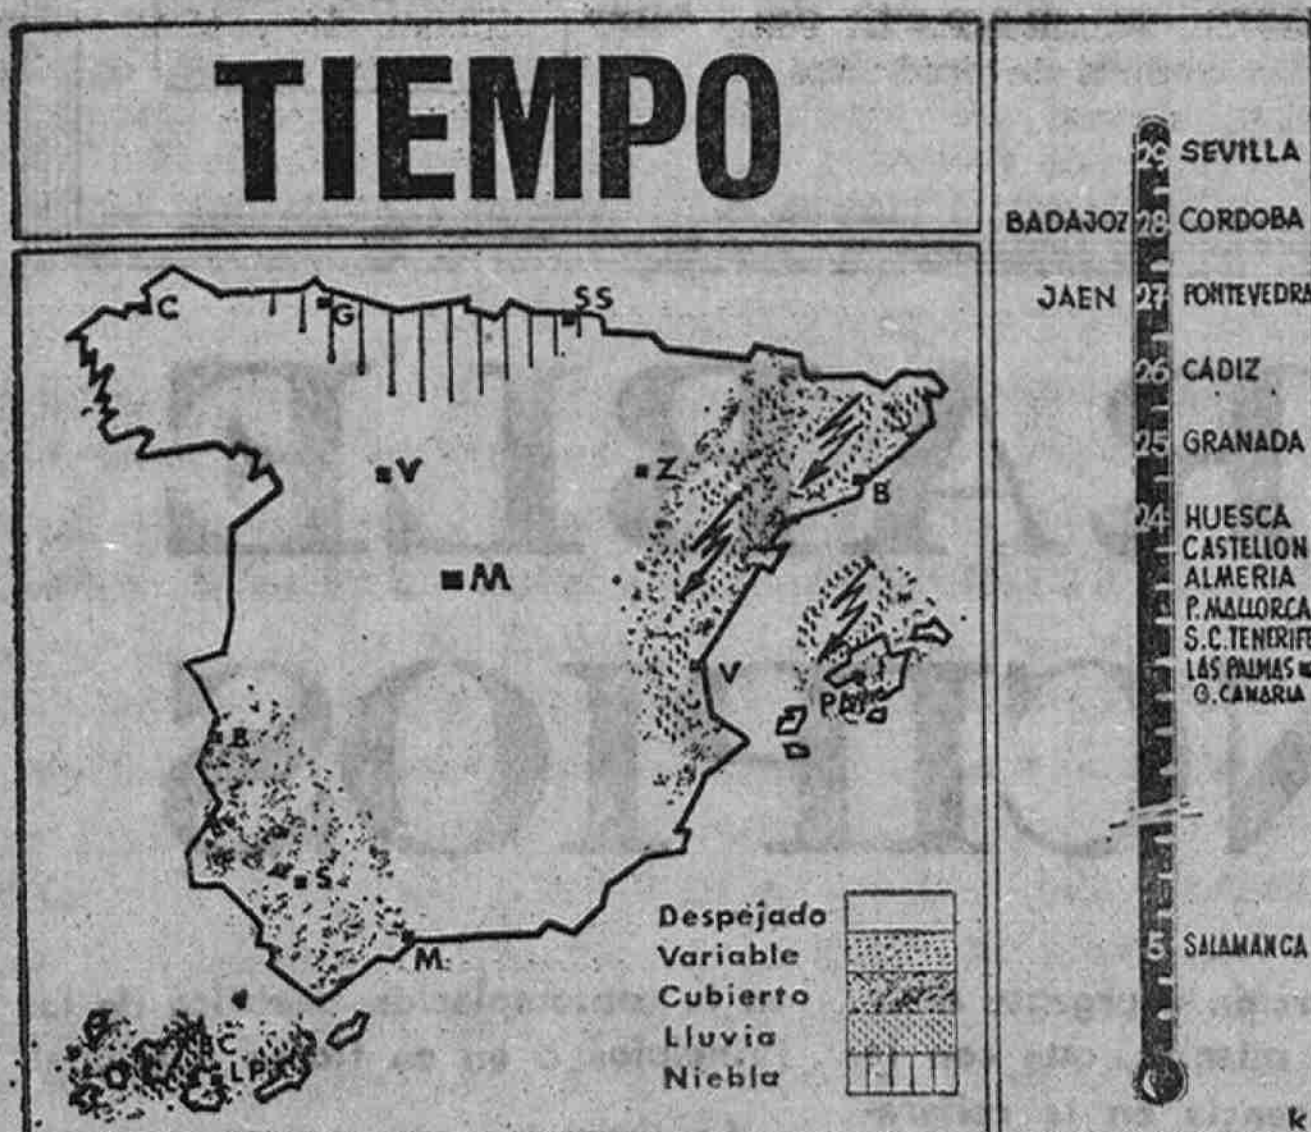 TIEMPO
C
G
SS
V
Z
B
M
V
PM
B
S
M.
C
LP
Despejado
Variable
Cubierto
Lluvia
Niebla
29 SEVILLA
BADAJOZ 28 CORDOBA
JAEN 27 PONTEVEDRA
26 CADIZ
25 GRANADA
24 HUESCA
CASTELLON
ALMERIA
P. MALLORCA
S.C. TENERIFE
LAS PALMAS
G. CANARIA
5 SALAMANCA
k